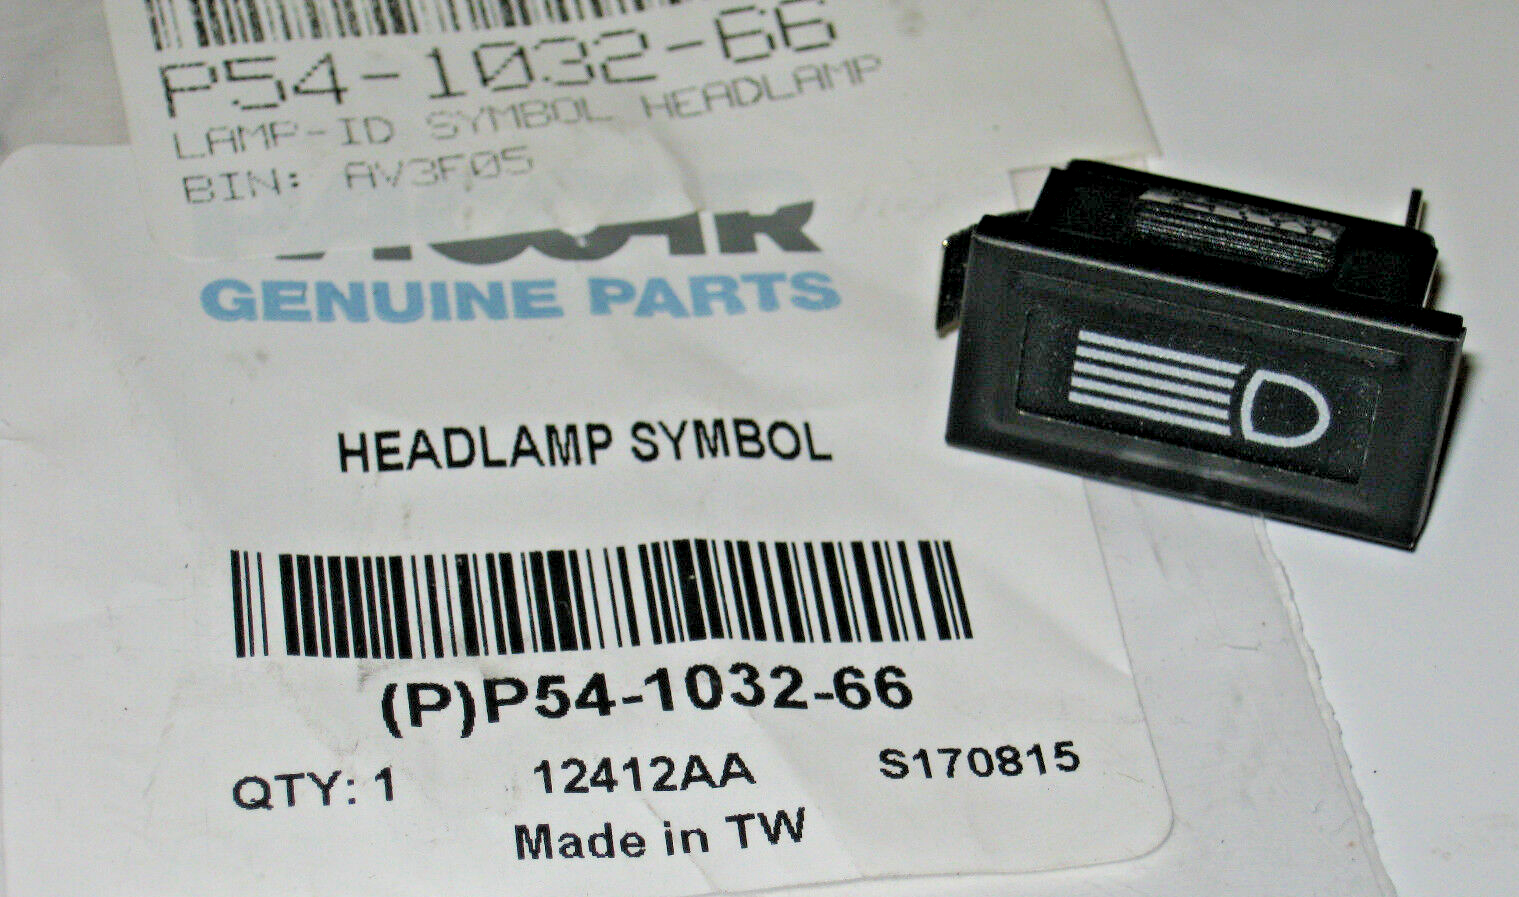 P54-1032-66
LAMP-ID SYMBOL HEADLAMP
BIN: AV3F05
GENUINE PARTS
HEADLAMP SYMBOL
(P)P54-1032-66
QTY: 1 12412AA S170815
Made in TW